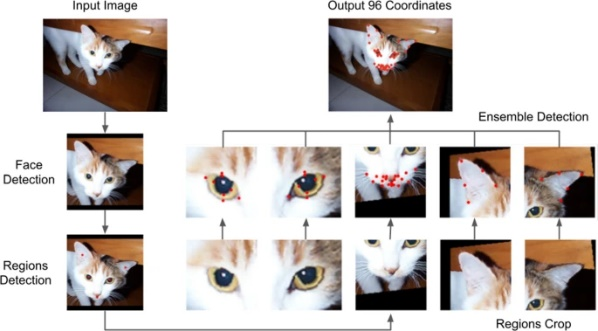 Input Image
Output 96 Coordinates
Ensemble Detection
Face
Detection
Regions
Detection
Regions Crop